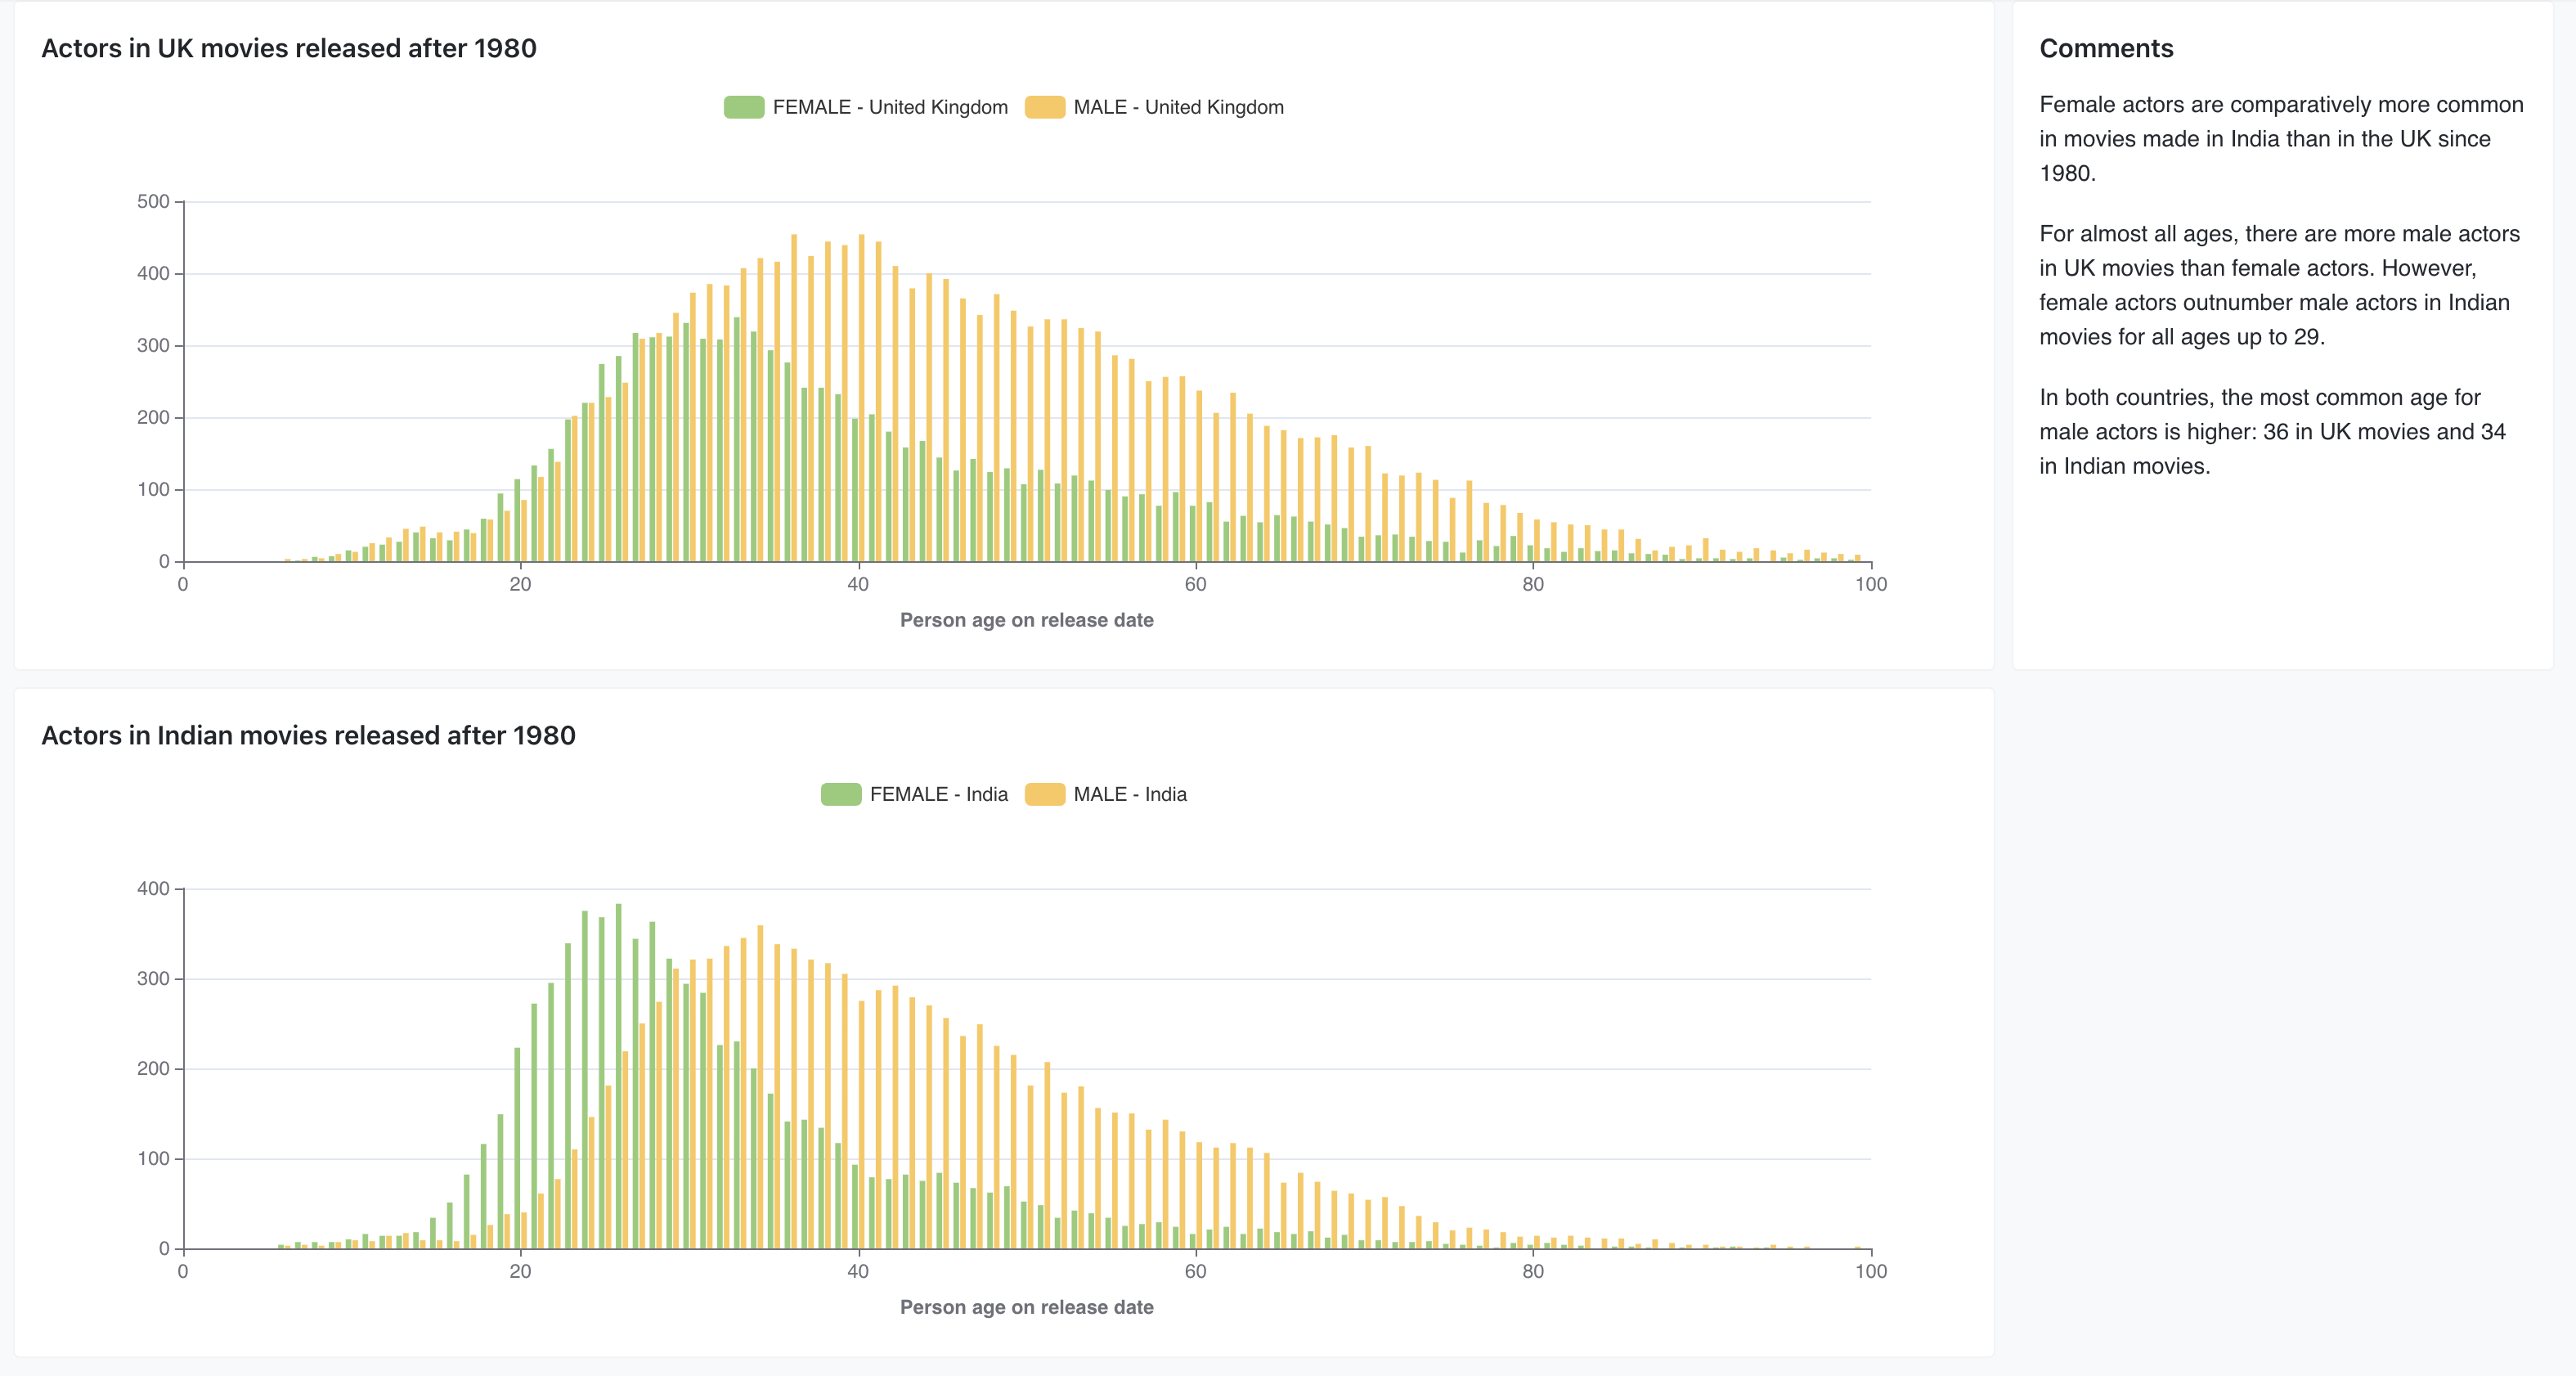 Actors in UK movies released after 1980
FEMALE - United Kingdom MALE - United Kingdom
500
400
300
200
100
0
0 20 40 60 80 100
Person age on release date
Comments
Female actors are comparatively more common
in movies made in India than in the UK since
1980.
For almost all ages, there are more male actors
in UK movies than female actors. However,
female actors outnumber male actors in Indian
movies for all ages up to 29.
In both countries, the most common age for
male actors is higher: 36 in UK movies and 34
in Indian movies.
Actors in Indian movies released after 1980
FEMALE - India MALE - India
400
300
200
100
0
0 20 40 60 80 100
Person age on release date